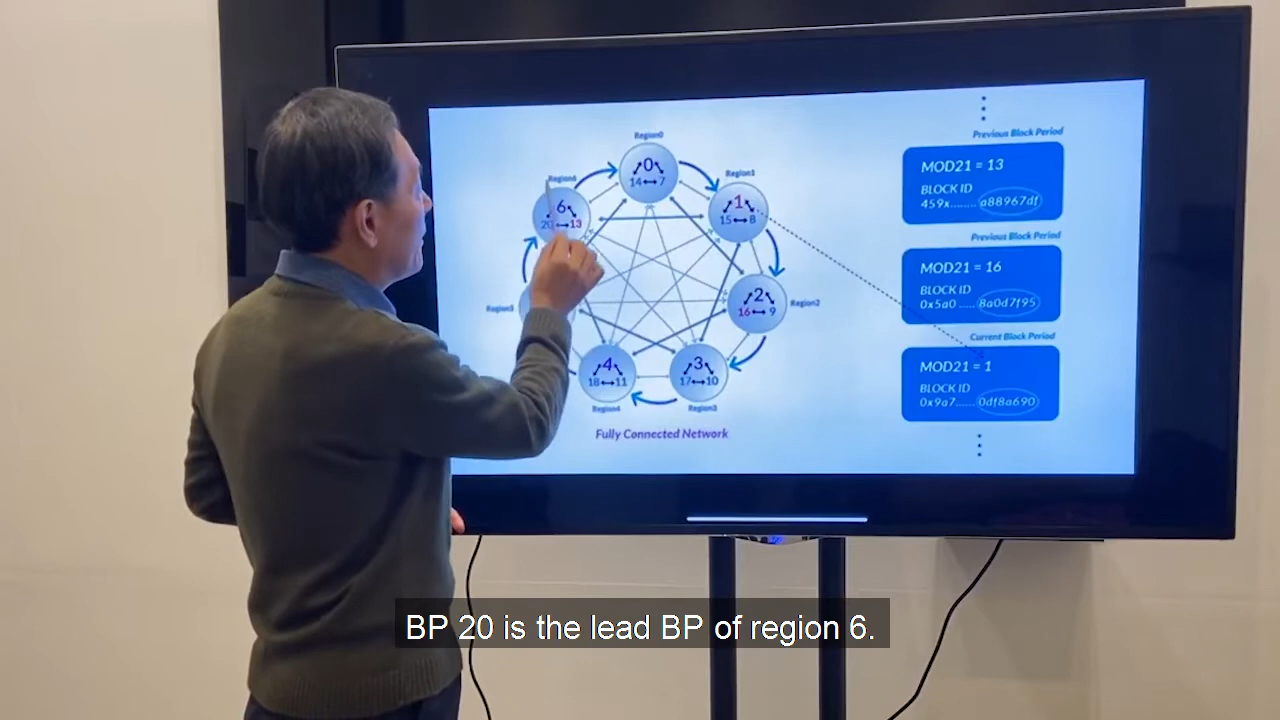 Region0
0
14↔7
Region1
1
15↔8
2
16↔9
Region2
3
17↔10
Region3
4
18↔11
Region4
Region5
Region6
6
20↔13
Fully Connected Network
Previous Block Period
MOD21 = 13
BLOCK ID
459x........ a88967df
Previous Block Period
MOD21 = 16
BLOCK ID
0x5a0 ..... 8a0d7f95
Current Block Period
MOD21 = 1
BLOCK ID
0x9a7...... 0df8a690
BP 20 is the lead BP of region 6.